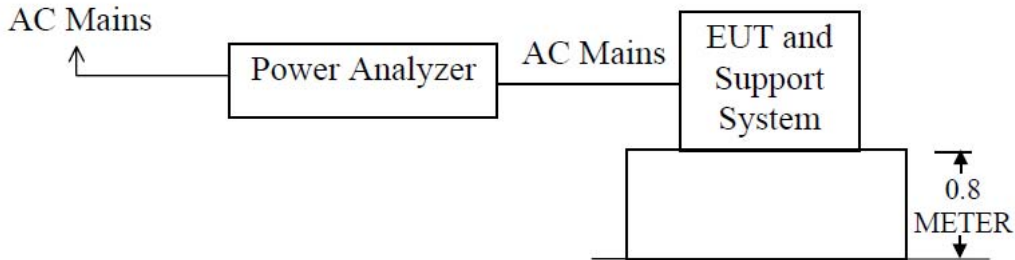 AC Mains
Power Analyzer
AC Mains
EUT and
Support
System
0.8
METER